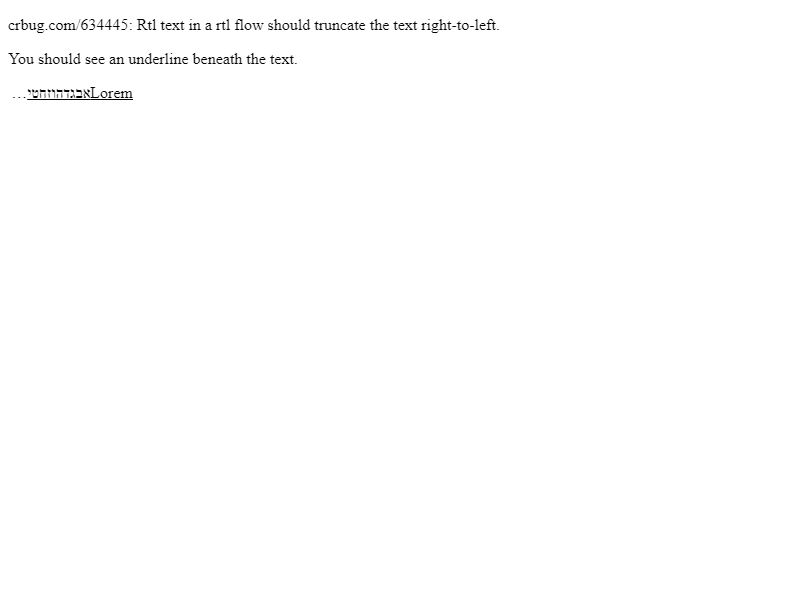 crbug.com/634445: Rtl text in a rtl flow should truncate the text right-to-left.
You should see an underline beneath the text.
Loremאבגדהוזחטי…